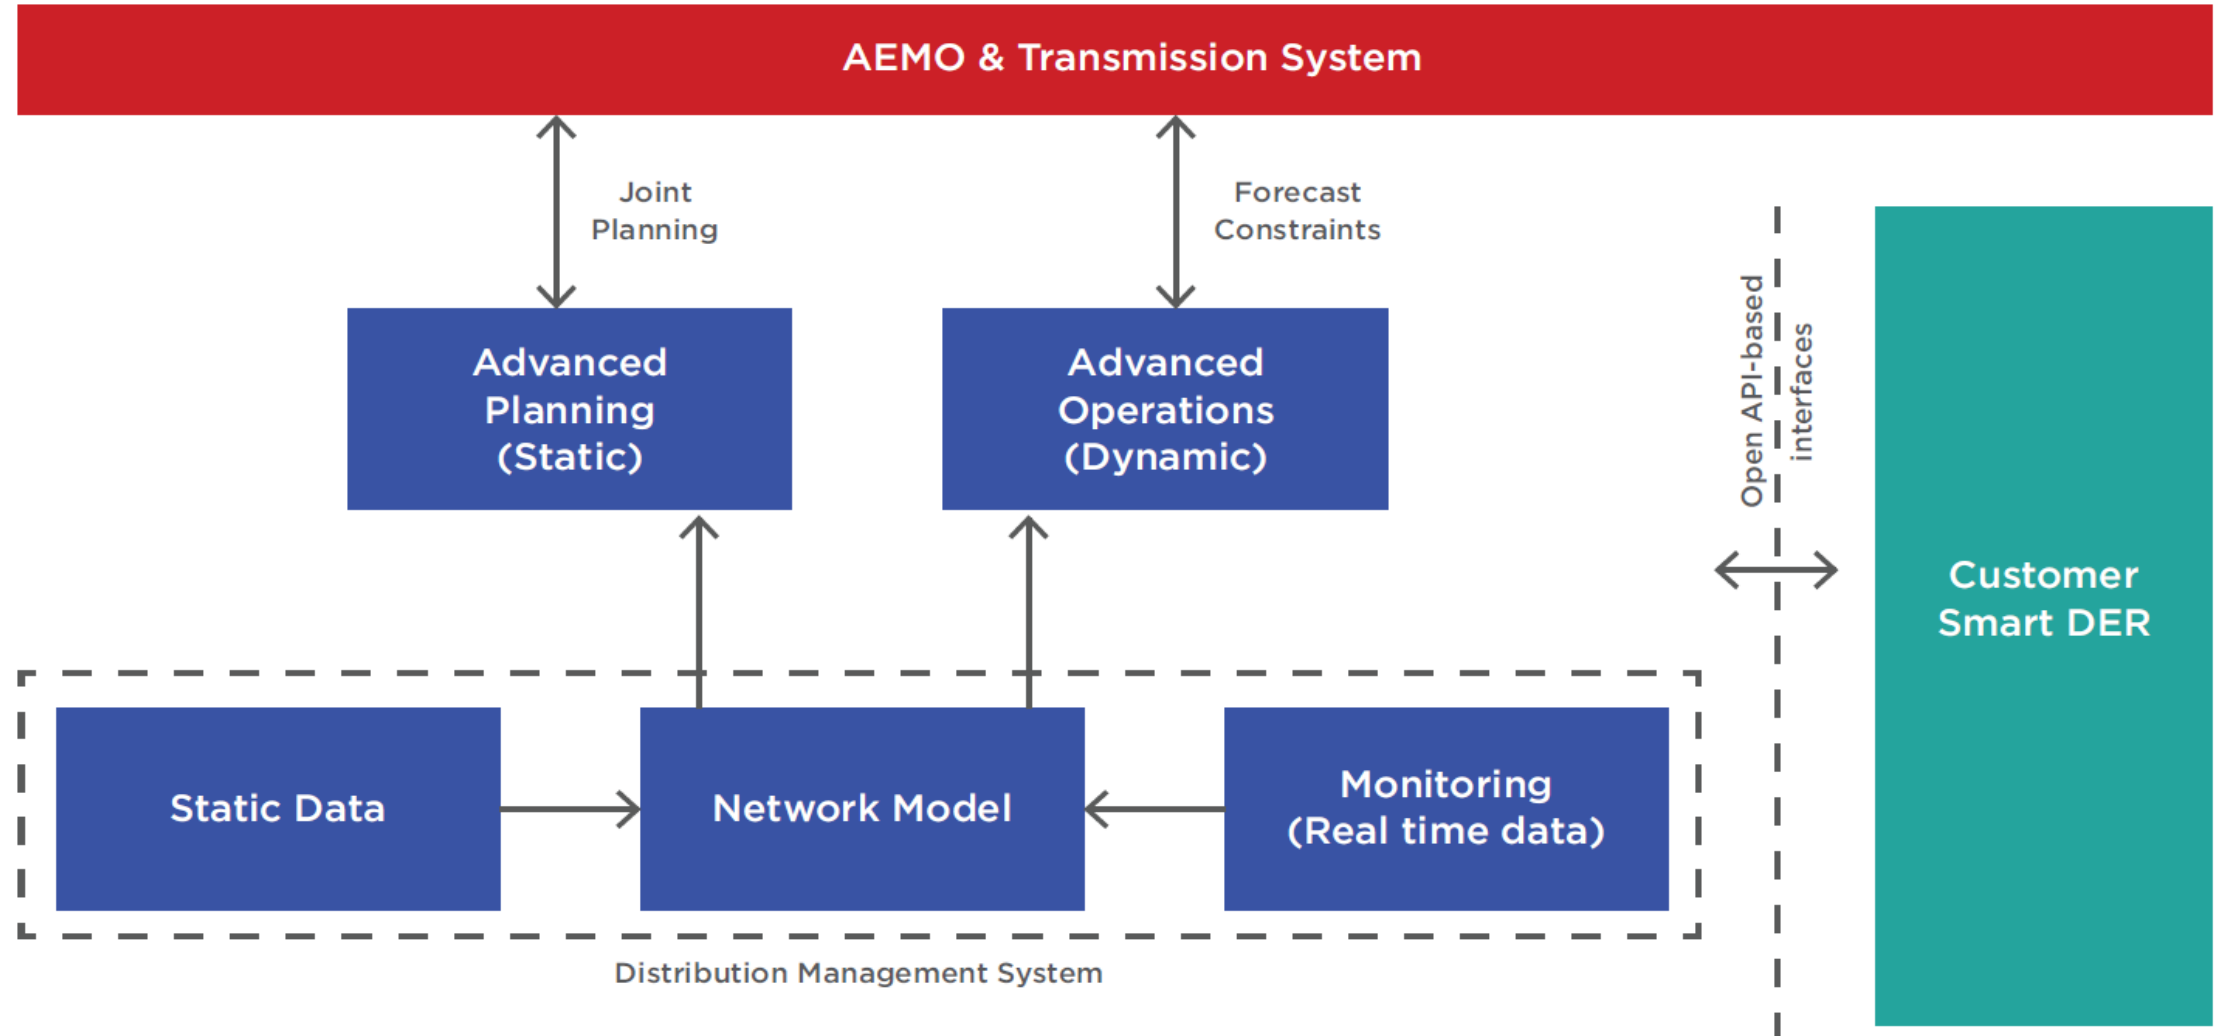 AEMO & Transmission System
Joint
Planning
Forecast
Constraints
Advanced
Planning
(Static)
Advanced
Operations
(Dynamic)
Open API-based
interfaces
Customer
Smart DER
Static Data
Network Model
Monitoring
(Real time data)
Distribution Management System